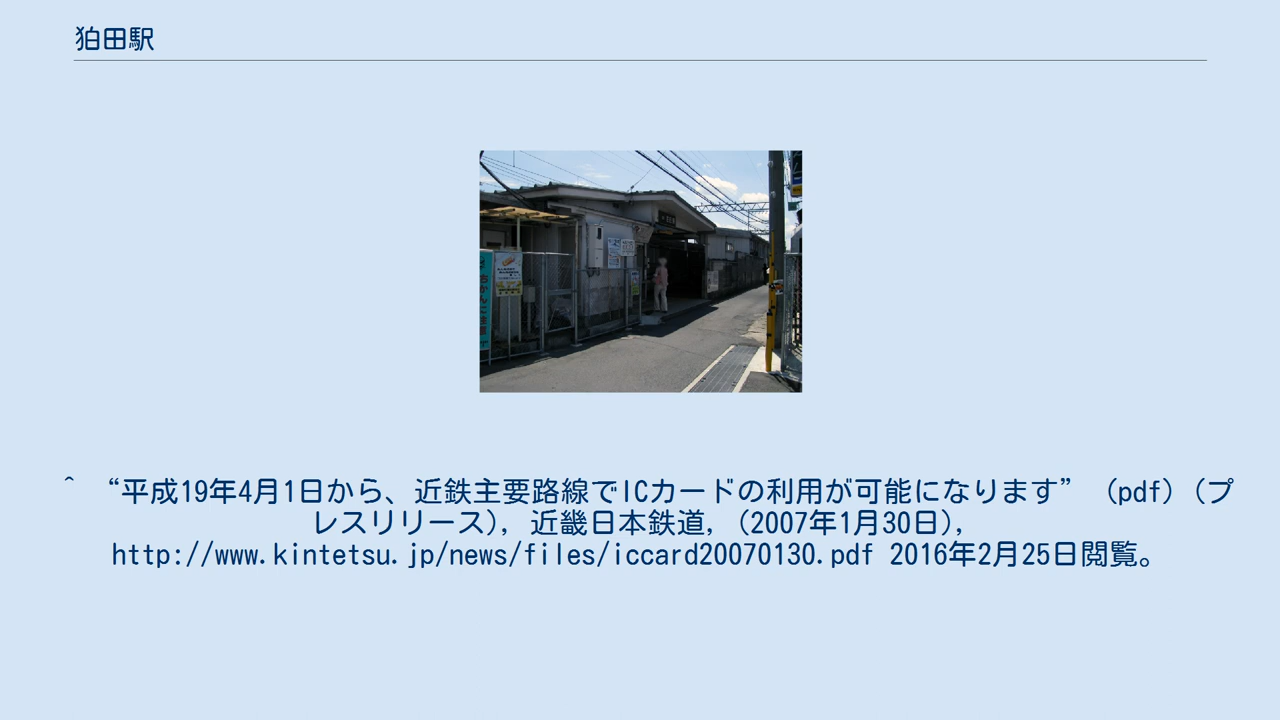 狛田駅
^ “平成19年4月1日から、近鉄主要路線でICカードの利用が可能になります” (pdf) (プ
レスリリース), 近畿日本鉄道, (2007年1月30日),
http://www.kintetsu.jp/news/files/iccard20070130.pdf 2016年2月25日閲覧。